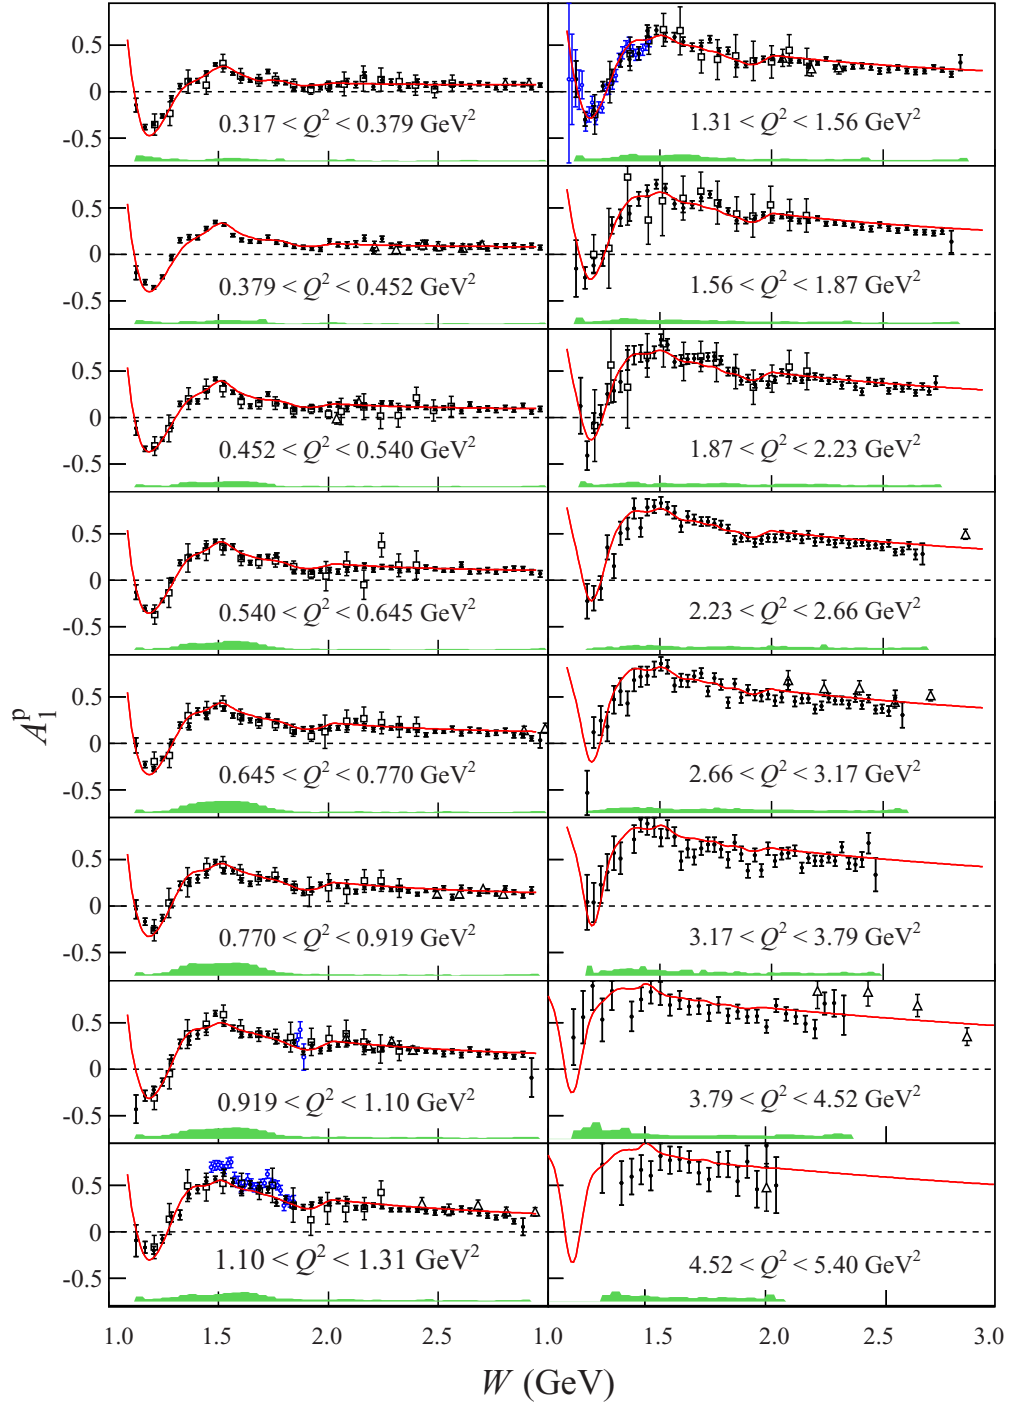 0.5
0
-0.5
0.317 < Q² < 0.379 GeV²
1.31 < Q² < 1.56 GeV²
0.5
0
-0.5
0.379 < Q² < 0.452 GeV²
1.56 < Q² < 1.87 GeV²
0.5
0
-0.5
0.452 < Q² < 0.540 GeV²
1.87 < Q² < 2.23 GeV²
0.5
0
-0.5
0.540 < Q² < 0.645 GeV²
2.23 < Q² < 2.66 GeV²
A₁ᵖ
0.5
0
-0.5
0.645 < Q² < 0.770 GeV²
2.66 < Q² < 3.17 GeV²
0.5
0
-0.5
0.770 < Q² < 0.919 GeV²
3.17 < Q² < 3.79 GeV²
0.5
0
-0.5
0.919 < Q² < 1.10 GeV²
3.79 < Q² < 4.52 GeV²
0.5
0
-0.5
1.10 < Q² < 1.31 GeV²
4.52 < Q² < 5.40 GeV²
1.0 1.5 2.0 2.5 1.0 1.5 2.0 2.5 3.0
W (GeV)